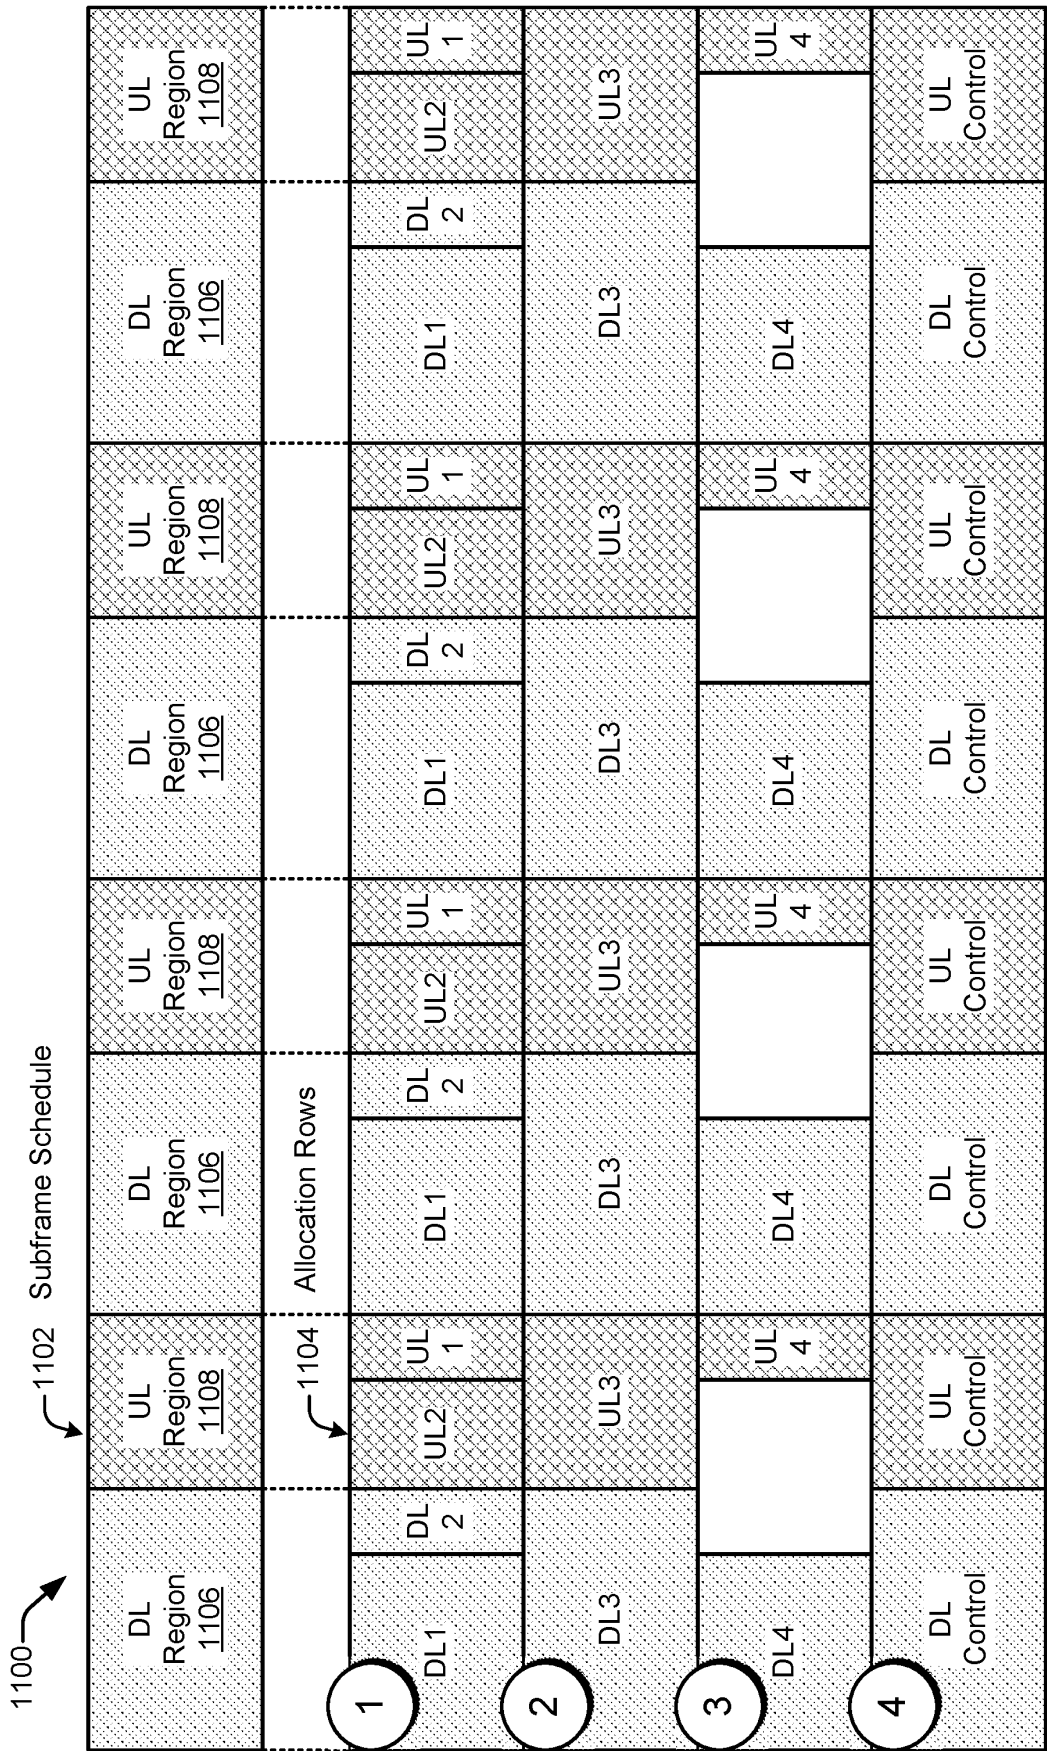 1100
1102 Subframe Schedule
DL
Region
1106
UL
Region
1108
DL
Region
1106
UL
Region
1108
DL
Region
1106
UL
Region
1108
DL
Region
1106
UL
Region
1108
1104
Allocation Rows
1
DL1
DL
2
UL2
UL
1
DL1
DL
2
UL2
UL
1
DL1
DL
2
UL2
UL
1
DL1
DL
2
UL2
UL
1
2
DL3
UL3
DL3
UL3
DL3
UL3
DL3
UL3
3
DL4
UL
4
DL4
UL
4
DL4
UL
4
DL4
UL
4
4
DL
Control
UL
Control
DL
Control
UL
Control
DL
Control
UL
Control
DL
Control
UL
Control